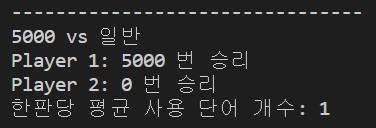 --------------------------------
5000 vs 일반
Player 1: 5000 번 승리
Player 2: 0 번 승리
한판당 평균 사용 단어 개수: 1